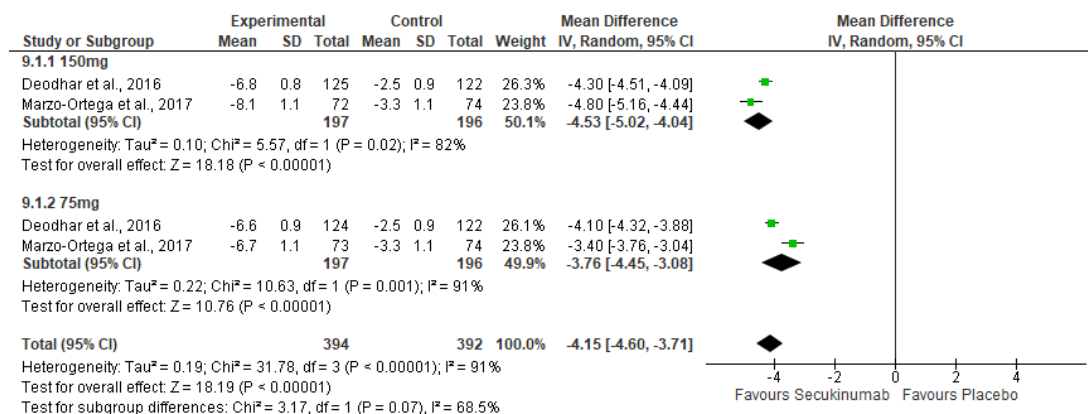 Experimental Control Mean Difference Mean Difference
Study or Subgroup Mean SD Total Mean SD Total Weight IV, Random, 95% CI IV, Random, 95% CI
9.1.1 150mg
Deodhar et al., 2016 -6.8 0.8 125 -2.5 0.9 122 26.3% -4.30 [-4.51, -4.09]
Marzo-Ortega et al., 2017 -8.1 1.1 72 -3.3 1.1 74 23.8% -4.80 [-5.16, -4.44]
Subtotal (95% CI) 197 196 50.1% -4.53 [-5.02, -4.04]
Heterogeneity: Tau² = 0.10; Chi² = 5.57, df = 1 (P = 0.02); I² = 82%
Test for overall effect: Z = 18.18 (P < 0.00001)
9.1.2 75mg
Deodhar et al., 2016 -6.6 0.9 124 -2.5 0.9 122 26.1% -4.10 [-4.32, -3.88]
Marzo-Ortega et al., 2017 -6.7 1.1 73 -3.3 1.1 74 23.8% -3.40 [-3.76, -3.04]
Subtotal (95% CI) 197 196 49.9% -3.76 [-4.45, -3.08]
Heterogeneity: Tau² = 0.22; Chi² = 10.63, df = 1 (P = 0.001); I² = 91%
Test for overall effect: Z = 10.76 (P < 0.00001)
Total (95% CI) 394 392 100.0% -4.15 [-4.60, -3.71]
Heterogeneity: Tau² = 0.19; Chi² = 31.78, df = 3 (P < 0.00001); I² = 91%
Test for overall effect: Z = 18.19 (P < 0.00001)
Test for subgroup differences: Chi² = 3.17, df = 1 (P = 0.07), I² = 68.5%
-4 -2 0 2 4
Favours Secukinumab Favours Placebo